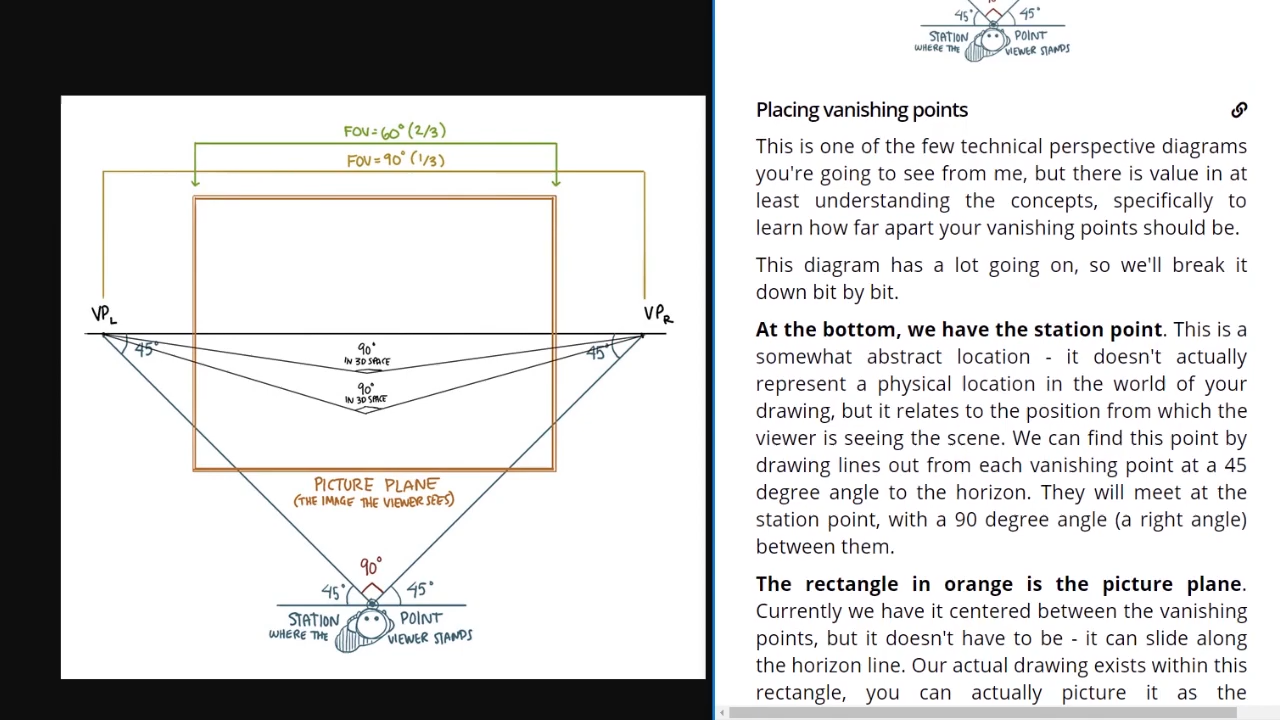 FOV=60° (2/3)
FOV=90° (1/3)
VP L
VP R
45°
90°
IN 3D SPACE
45°
90°
IN 3D SPACE
PICTURE PLANE
(THE IMAGE THE VIEWER SEES)
90°
45°
45°
STATION POINT
WHERE THE VIEWER STANDS
45°
45°
STATION POINT
WHERE THE VIEWER STANDS
Placing vanishing points
This is one of the few technical perspective diagrams
you're going to see from me, but there is value in at
least understanding the concepts, specifically to
learn how far apart your vanishing points should be.
This diagram has a lot going on, so we'll break it
down bit by bit.
At the bottom, we have the station point. This is a
somewhat abstract location - it doesn't actually
represent a physical location in the world of your
drawing, but it relates to the position from which the
viewer is seeing the scene. We can find this point by
drawing lines out from each vanishing point at a 45
degree angle to the horizon. They will meet at the
station point, with a 90 degree angle (a right angle)
between them.
The rectangle in orange is the picture plane.
Currently we have it centered between the vanishing
points, but it doesn't have to be - it can slide along
the horizon line. Our actual drawing exists within this
rectangle, you can actually picture it as the